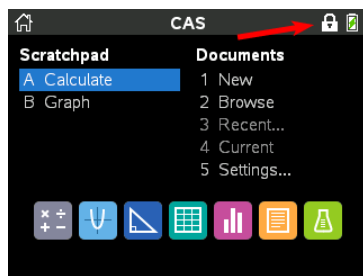 CAS
Scratchpad
A Calculate
B Graph
Documents
1 New
2 Browse
3 Recent...
4 Current
5 Settings...